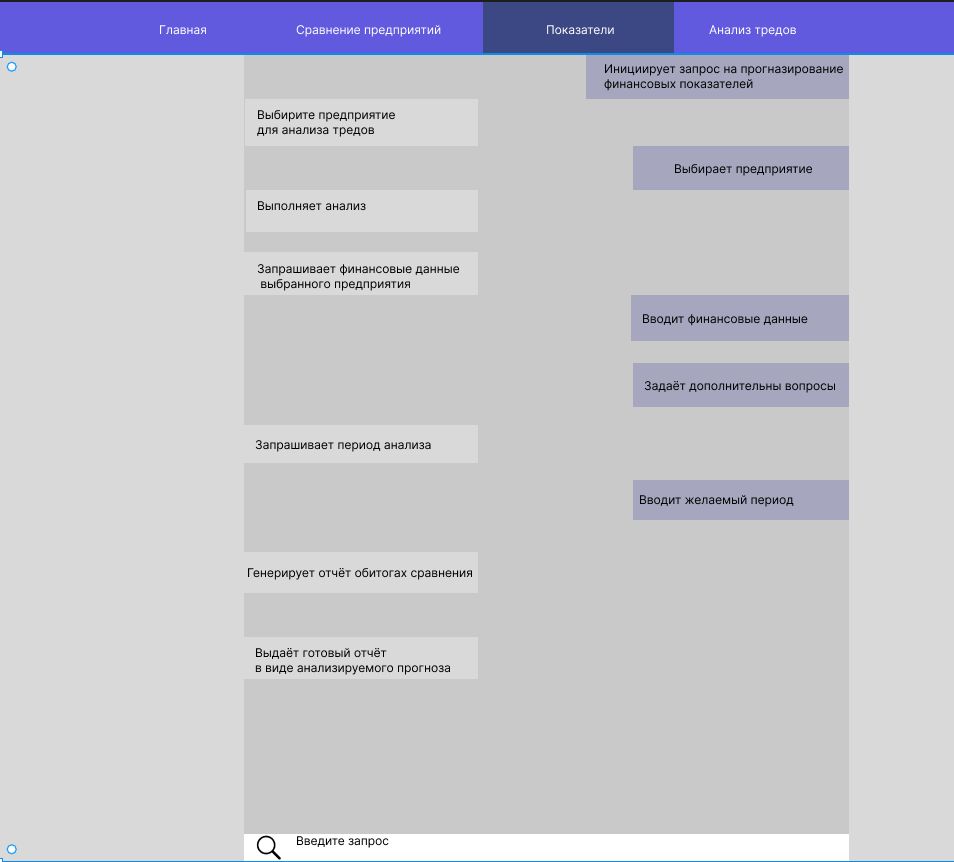 Главная
Сравнение предприятий
Показатели
Анализ тредов
Инициирует запрос на прогназирование
финансовых показателей
Выбирите предприятие
для анализа тредов
Выбирает предприятие
Выполняет анализ
Запрашивает финансовые данные
выбранного предприятия
Вводит финансовые данные
Задаёт дополнительны вопросы
Запрашивает период анализа
Вводит желаемый период
Генерирует отчёт обитогах сравнения
Выдаёт готовый отчёт
в виде анализируемого прогноза
Введите запрос